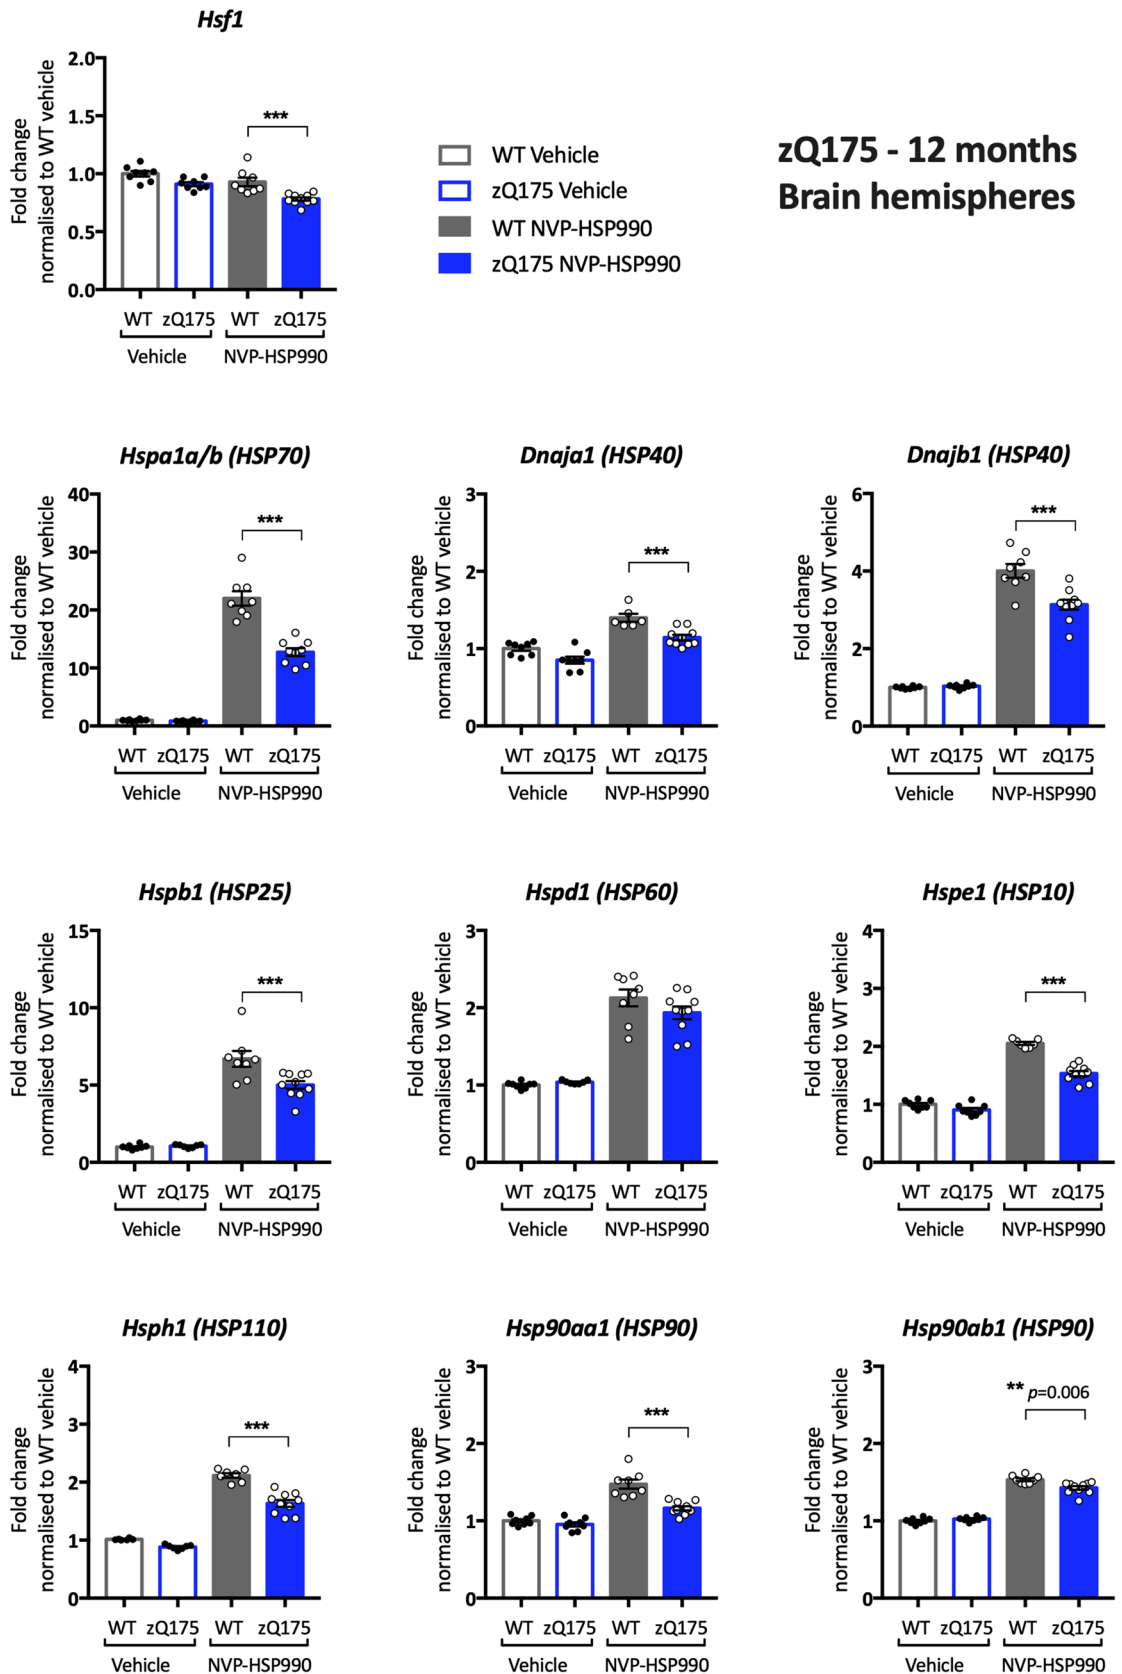 Hsf1
Fold change
normalised to WT vehicle
2.0
1.5
1.0
0.5
0.0
***
WT zQ175 WT zQ175
Vehicle NVP-HSP990
WT Vehicle
zQ175 Vehicle
WT NVP-HSP990
zQ175 NVP-HSP990
zQ175 - 12 months
Brain hemispheres
Hspa1a/b (HSP70)
Fold change
normalised to WT vehicle
40
30
20
10
0
***
WT zQ175 WT zQ175
Vehicle NVP-HSP990
Dnaja1 (HSP40)
Fold change
normalised to WT vehicle
3
2
1
0
***
WT zQ175 WT zQ175
Vehicle NVP-HSP990
Dnajb1 (HSP40)
Fold change
normalised to WT vehicle
6
4
2
0
***
WT zQ175 WT zQ175
Vehicle NVP-HSP990
Hspb1 (HSP25)
Fold change
normalised to WT vehicle
15
10
5
0
***
WT zQ175 WT zQ175
Vehicle NVP-HSP990
Hspd1 (HSP60)
Fold change
normalised to WT vehicle
3
2
1
0
WT zQ175 WT zQ175
Vehicle NVP-HSP990
Hspe1 (HSP10)
Fold change
normalised to WT vehicle
4
3
2
1
0
***
WT zQ175 WT zQ175
Vehicle NVP-HSP990
Hsph1 (HSP110)
Fold change
normalised to WT vehicle
4
3
2
1
0
***
WT zQ175 WT zQ175
Vehicle NVP-HSP990
Hsp90aa1 (HSP90)
Fold change
normalised to WT vehicle
3
2
1
0
***
WT zQ175 WT zQ175
Vehicle NVP-HSP990
Hsp90ab1 (HSP90)
Fold change
normalised to WT vehicle
3
2
1
0
** p=0.006
WT zQ175 WT zQ175
Vehicle NVP-HSP990